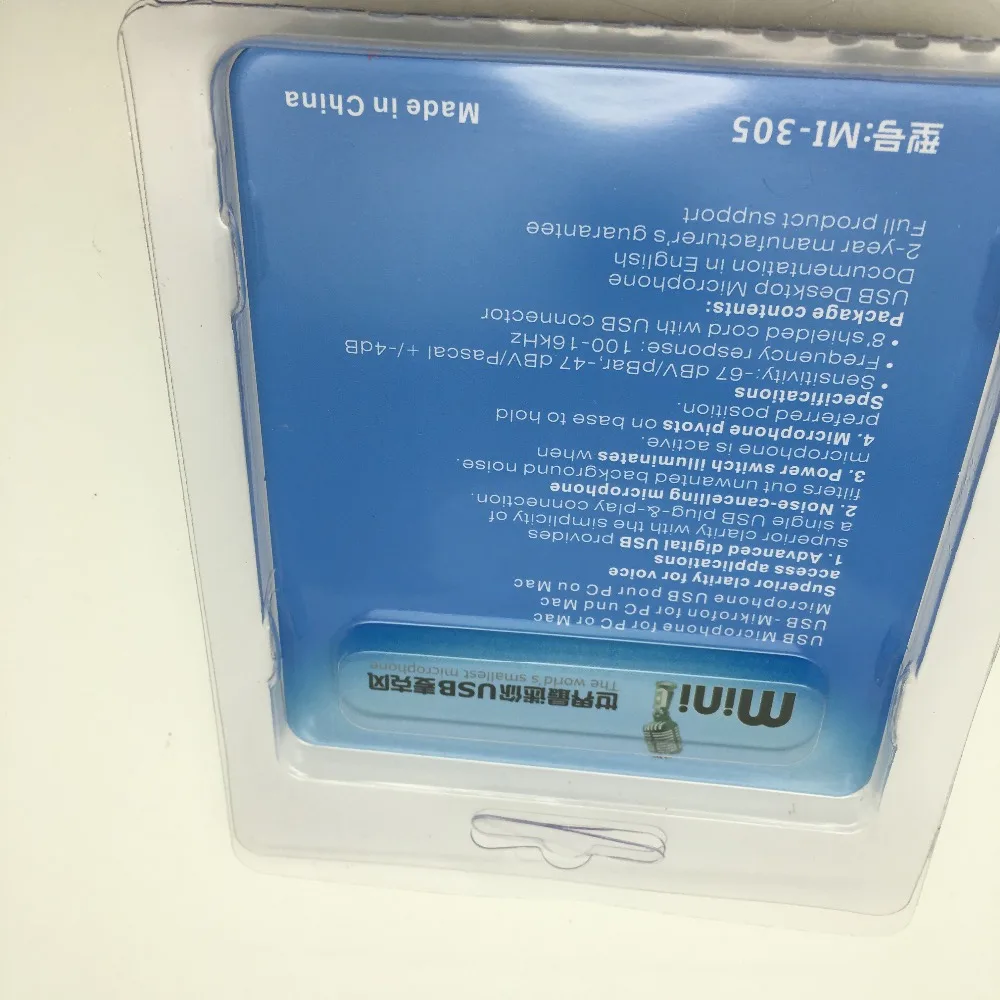 mini!
世界最迷你USB麦克风
The world's smallest microphone
USB Microphone for PC or Mac
USB-Mikrofon for PC und Mac
Microphone USB pour PC ou Mac
Superior clarity for voice
access applications
1. Advanced digital USB provides
superior clarity with the simplicity of
a single USB plug-&-play connection.
2. Noise-cancelling microphone
filters out unwanted background noise.
3. Power switch illuminates when
microphone is active.
4. Microphone pivots on base to hold
preferred position.
Specifications
• Sensitivity:-67 dBV/pBar,-47 dBV/Pascal +/-4dB
• Frequency response: 100-16kHz
• 8'shielded cord with USB connector
Package contents:
USB Desktop Microphone
Documentation in English
2-year manufacturer's guarantee
Full product support
型号:MI-305
Made in China